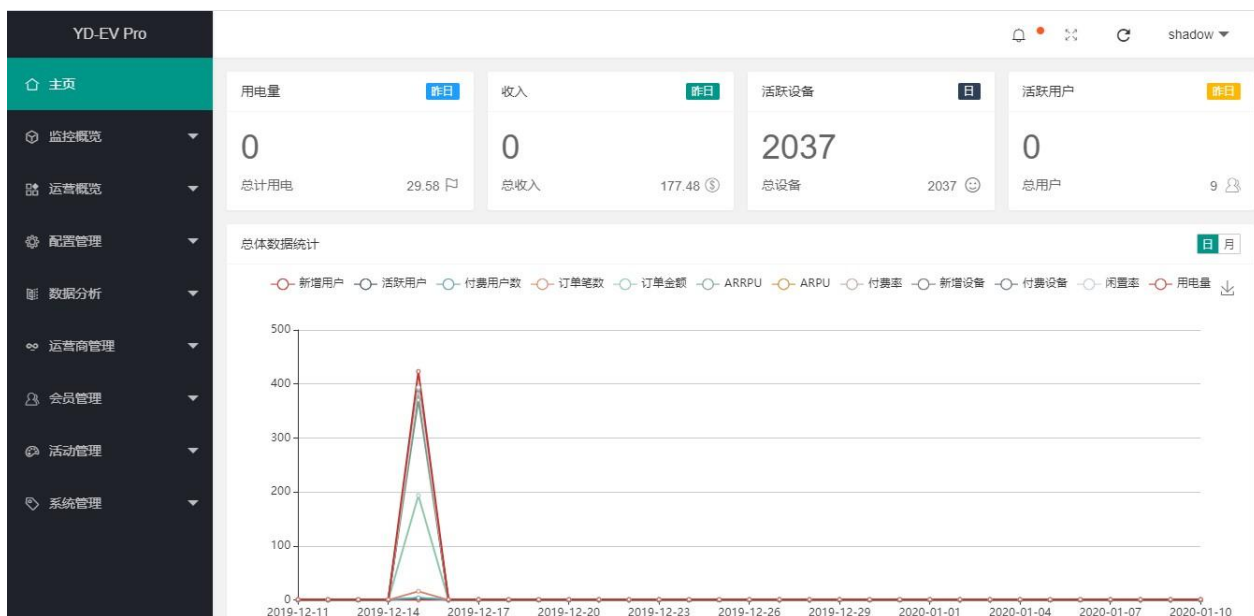 YD-EV Pro
shadow
主页
监控概览
运营概览
配置管理
数据分析
运营商管理
会员管理
活动管理
系统管理
用电量 昨日
0
总计用电 29.58
收入 昨日
0
总收入 177.48
活跃设备 日
2037
总设备 2037
活跃用户 昨日
0
总用户 9
总体数据统计 日 月
新增用户 活跃用户 付费用户数 订单笔数 订单金额 ARRPU ARPU 付费率 新增设备 付费设备 闲置率 用电量
500
400
300
200
100
0
2019-12-11 2019-12-14 2019-12-17 2019-12-20 2019-12-23 2019-12-26 2019-12-29 2020-01-01 2020-01-04 2020-01-07 2020-01-10